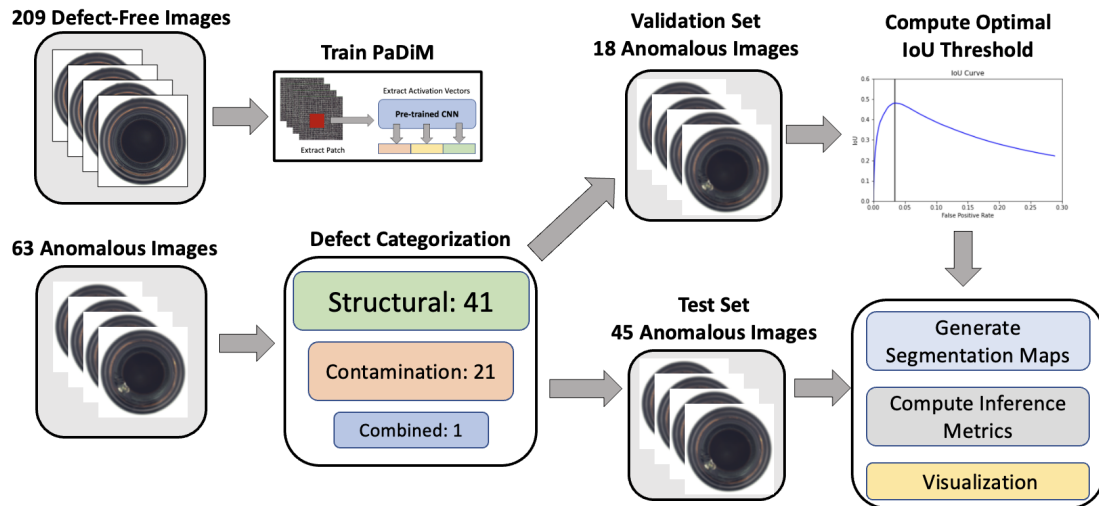 209 Defect-Free Images
Train PaDiM
Extract Activation Vectors
Pre-trained CNN
Extract Patch
Validation Set
18 Anomalous Images
Compute Optimal
IoU Threshold
IoU Curve
0.6
0.5
0.4
0.3
0.2
0.1
0.0
IoU
0.00
0.05
0.10
0.15
0.20
0.25
0.30
False Positive Rate
63 Anomalous Images
Defect Categorization
Structural: 41
Contamination: 21
Combined: 1
Test Set
45 Anomalous Images
Generate
Segmentation Maps
Compute Inference
Metrics
Visualization